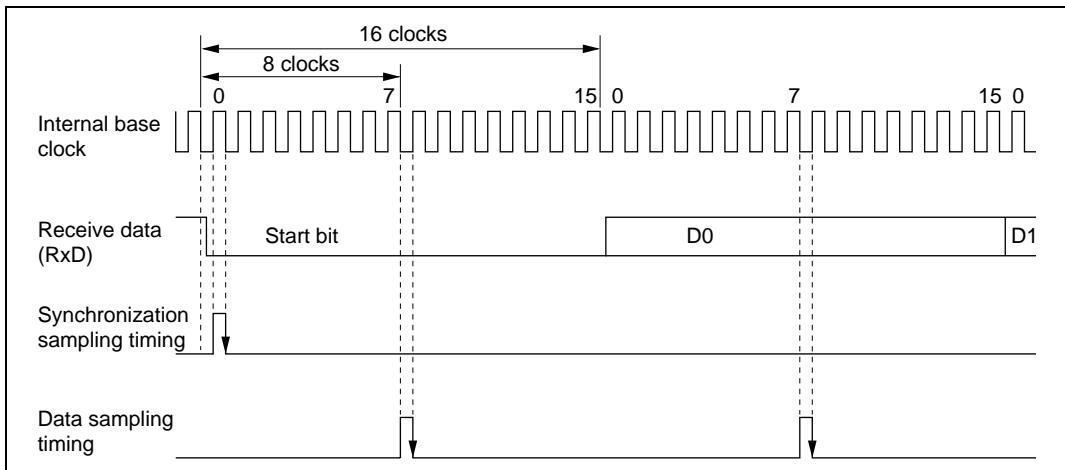 16 clocks
8 clocks
0 7 15 0 7 15 0
Internal base
clock
Receive data
(RxD)
Start bit D0 D1
Synchronization
sampling timing
Data sampling
timing